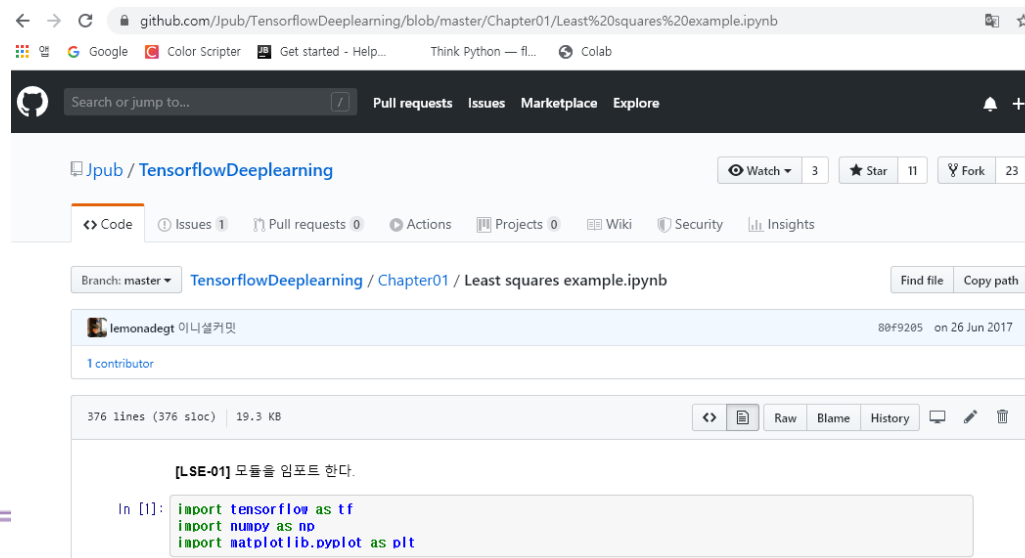 github.com/Jpub/TensorflowDeeplearning/blob/master/Chapter01/Least%20squares%20example.ipynb
앱 Google Color Scripter Get started - Help... Think Python — fl... Colab
Search or jump to... / Pull requests Issues Marketplace Explore
Jpub / TensorflowDeeplearning Watch 3 Star 11 Fork 23
Code Issues 1 Pull requests 0 Actions Projects 0 Wiki Security Insights
Branch: master TensorflowDeeplearning / Chapter01 / Least squares example.ipynb Find file Copy path
lemonadegt 이니셜커밋 80f9205 on 26 Jun 2017
1 contributor
376 lines (376 sloc) 19.3 KB <> Raw Blame History
[LSE-01] 모듈을 임포트 한다.
In [1]: import tensorflow as tf
import numpy as np
import matplotlib.pyplot as plt